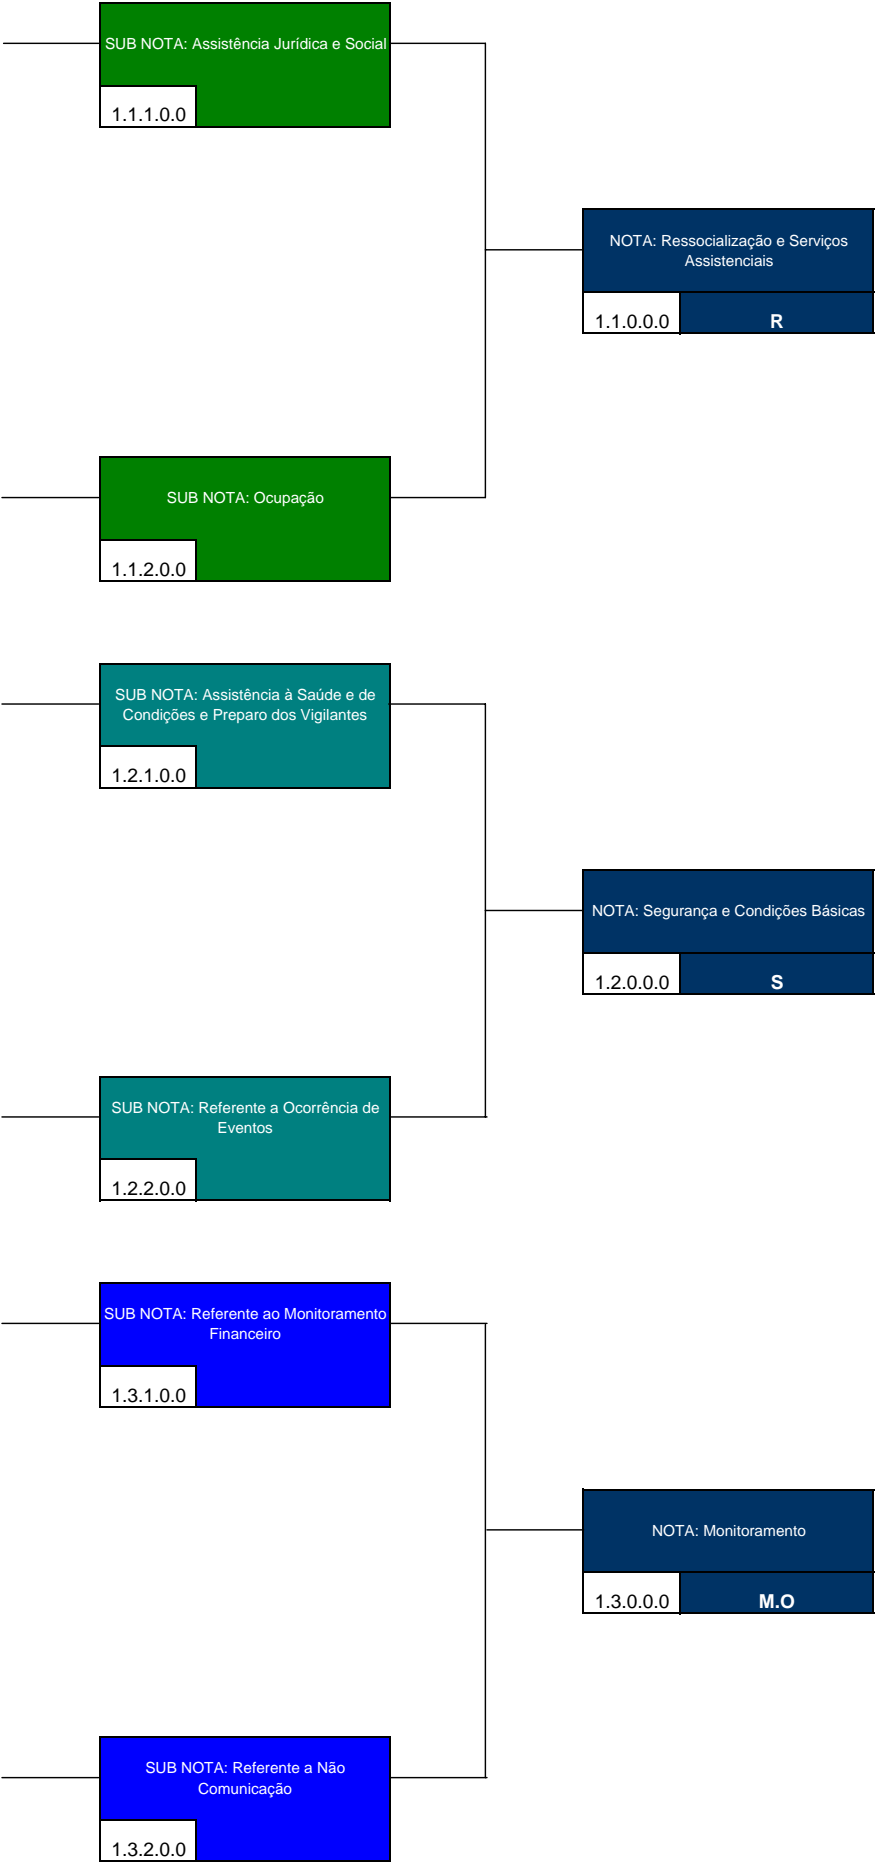 SUB NOTA: Assistência Jurídica e Social
1.1.1.0.0
NOTA: Ressocialização e Serviços
Assistenciais
1.1.0.0.0
R
SUB NOTA: Ocupação
1.1.2.0.0
SUB NOTA: Assistência à Saúde e de
Condições e Preparo dos Vigilantes
1.2.1.0.0
NOTA: Segurança e Condições Básicas
1.2.0.0.0
S
SUB NOTA: Referente a Ocorrência de
Eventos
1.2.2.0.0
SUB NOTA: Referente ao Monitoramento
Financeiro
1.3.1.0.0
NOTA: Monitoramento
1.3.0.0.0
M.O
SUB NOTA: Referente a Não
Comunicação
1.3.2.0.0